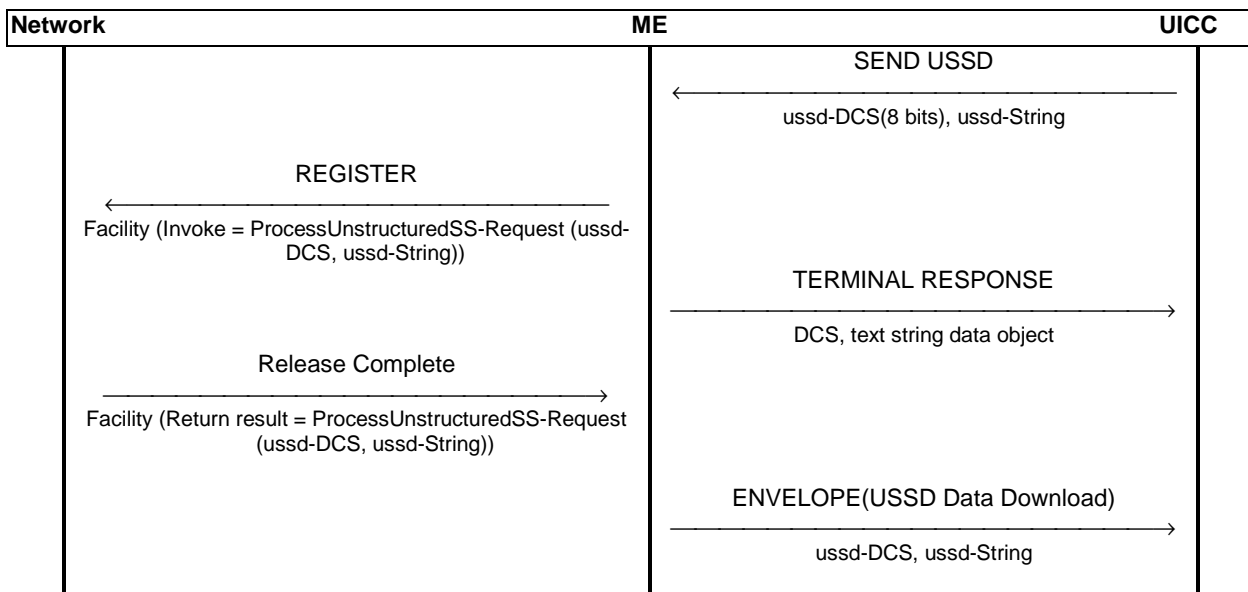 Network ME UICC
SEND USSD
ussd-DCS(8 bits), ussd-String
REGISTER
Facility (Invoke = ProcessUnstructuredSS-Request (ussd-
DCS, ussd-String))
TERMINAL RESPONSE
DCS, text string data object
Release Complete
Facility (Return result = ProcessUnstructuredSS-Request
(ussd-DCS, ussd-String))
ENVELOPE(USSD Data Download)
ussd-DCS, ussd-String